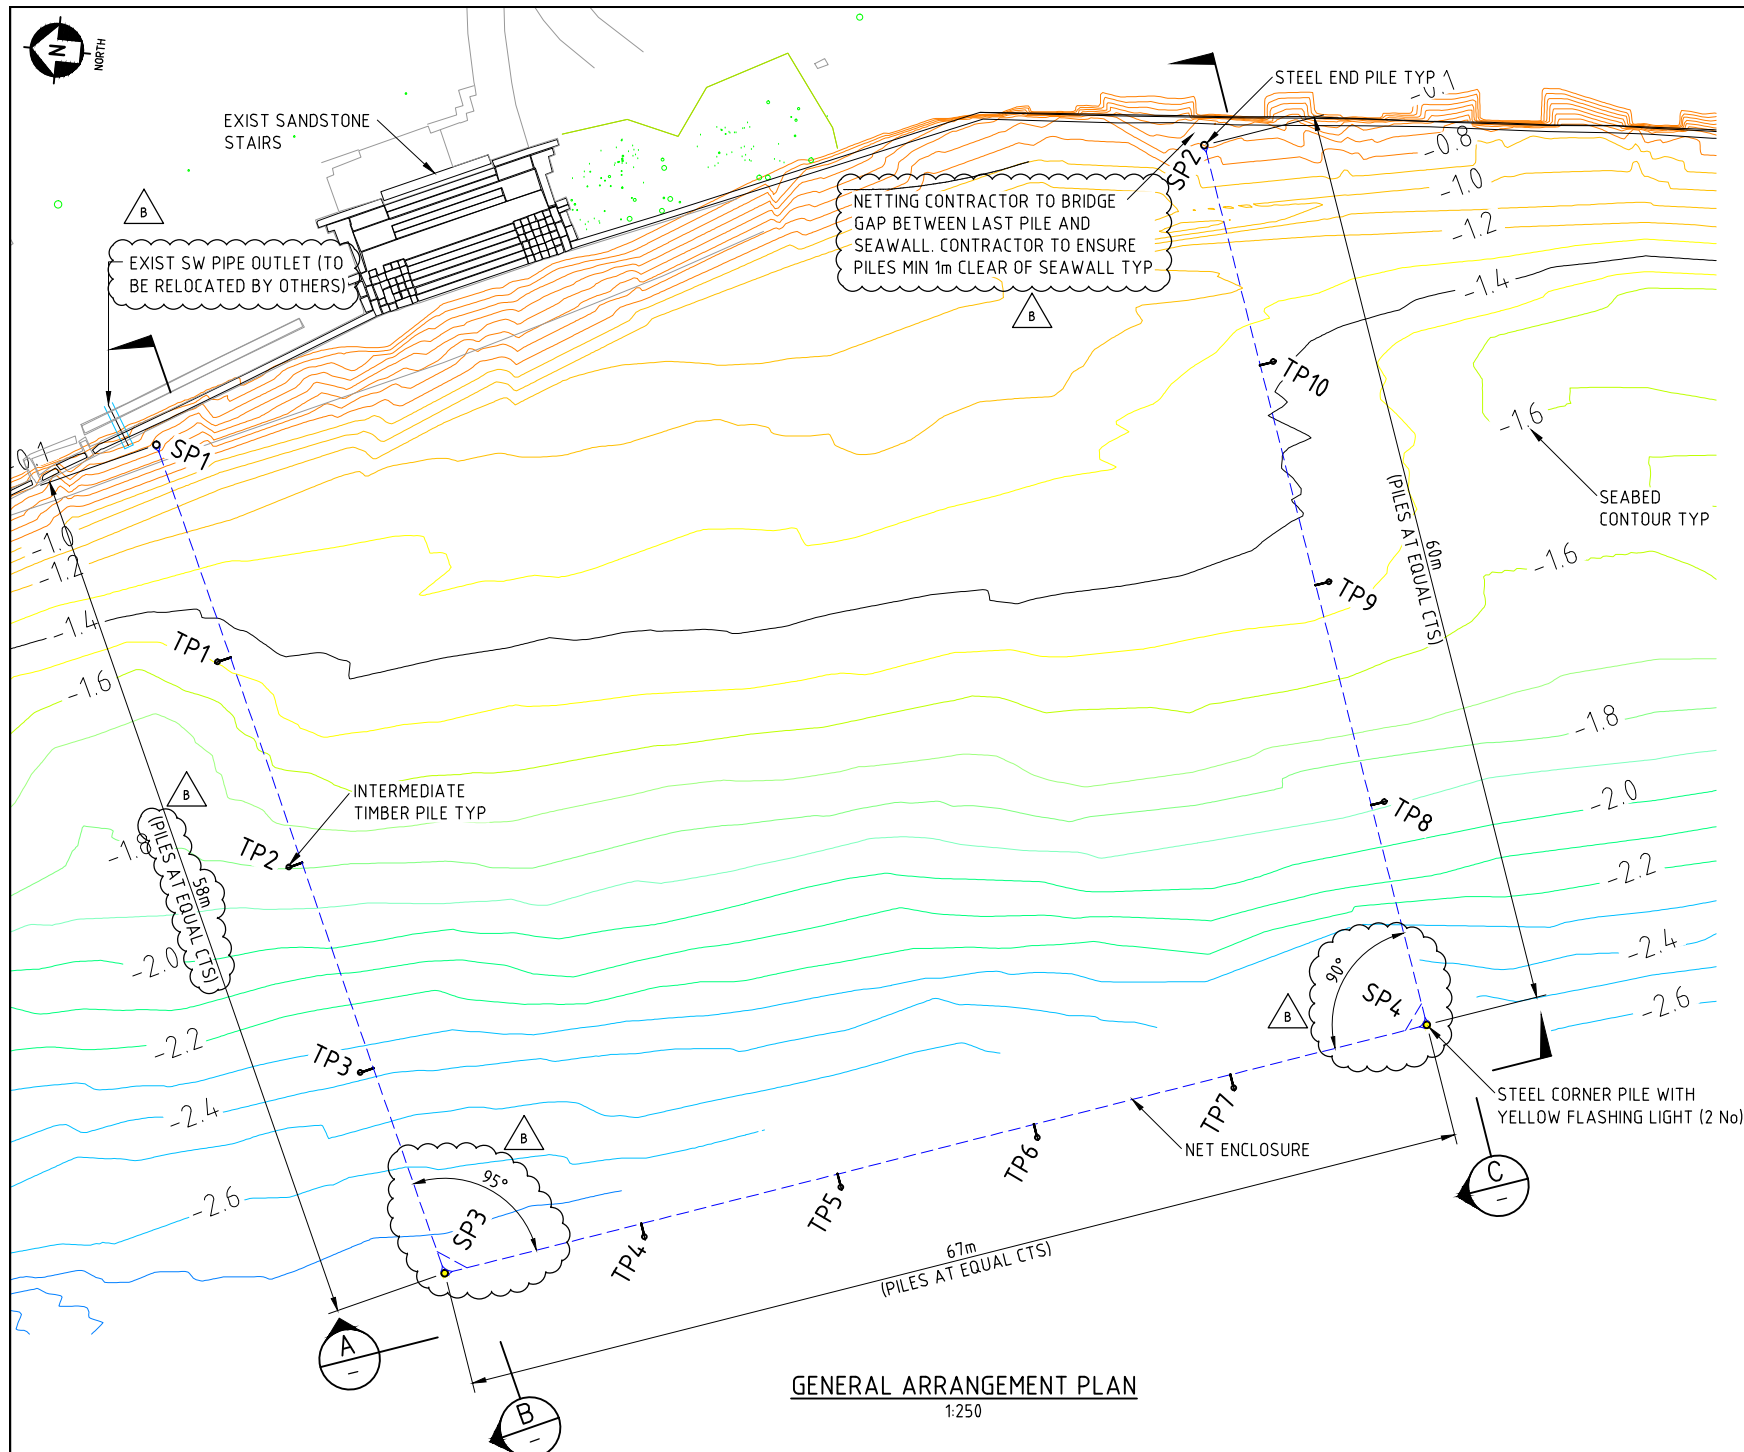 N
NORTH
EXIST SANDSTONE
STAIRS
STEEL END PILE TYP
-0.1
-0.8
SP2
-1.0
B
NETTING CONTRACTOR TO BRIDGE
GAP BETWEEN LAST PILE AND
SEAWALL. CONTRACTOR TO ENSURE
PILES MIN 1m CLEAR OF SEAWALL TYP
-1.2
EXIST SW PIPE OUTLET (TO
BE RELOCATED BY OTHERS)
-1.4
B
TP10
-1.6
SP1
0.1
SEABED
CONTOUR TYP
60m
(PILES AT EQUAL CTS)
-1.0
-1.2
-1.6
TP9
-1.4
TP1
-1.6
-1.8
B
INTERMEDIATE
TIMBER PILE TYP
-2.0
TP8
-1.8
TP2
58m
(PILES AT EQUAL CTS)
-2.2
-2.0
90°
-2.4
SP4
B
-2.6
-2.2
TP3
-2.4
TP7
STEEL CORNER PILE WITH
YELLOW FLASHING LIGHT (2 No)
B
TP6
NET ENCLOSURE
95°
C
-
-2.6
TP5
SP3
TP4
67m
(PILES AT EQUAL CTS)
A
-
B
-
GENERAL ARRANGEMENT PLAN
1:250